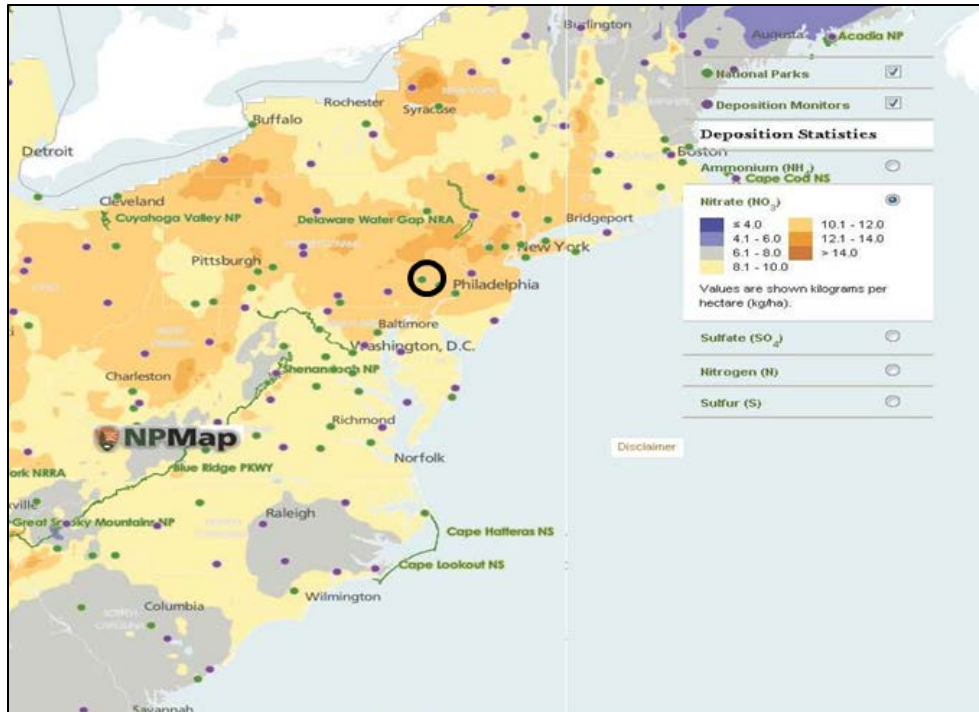 Burlington
Augusta
Acadia NP
National Parks
Rochester
Syracuse
Deposition Monitors
Buffalo
Deposition Statistics
Detroit
Boston
Ammonium (NH₄)
Cape Cod NS
Cleveland
Nitrate (NO₃)
Cuyahoga Valley NP
Delaware Water Gap NRA
Bridgeport
≤ 4.0
10.1 - 12.0
4.1 - 6.0
12.1 - 14.0
6.1 - 8.0
> 14.0
8.1 - 10.0
New York
Pittsburgh
Philadelphia
Values are shown kilograms per
hectare (kg/ha).
Baltimore
Washington, D.C.
Sulfate (SO₄)
Shenandoah NP
Charleston
Nitrogen (N)
Sulfur (S)
Richmond
NPMap
Disclaimer
Norfolk
Blue Ridge PKWY
ork NRRA
ville
Great Smoky Mountains NP
Raleigh
Cape Hatteras NS
Cape Lookout NS
Wilmington
Columbia
Savannah